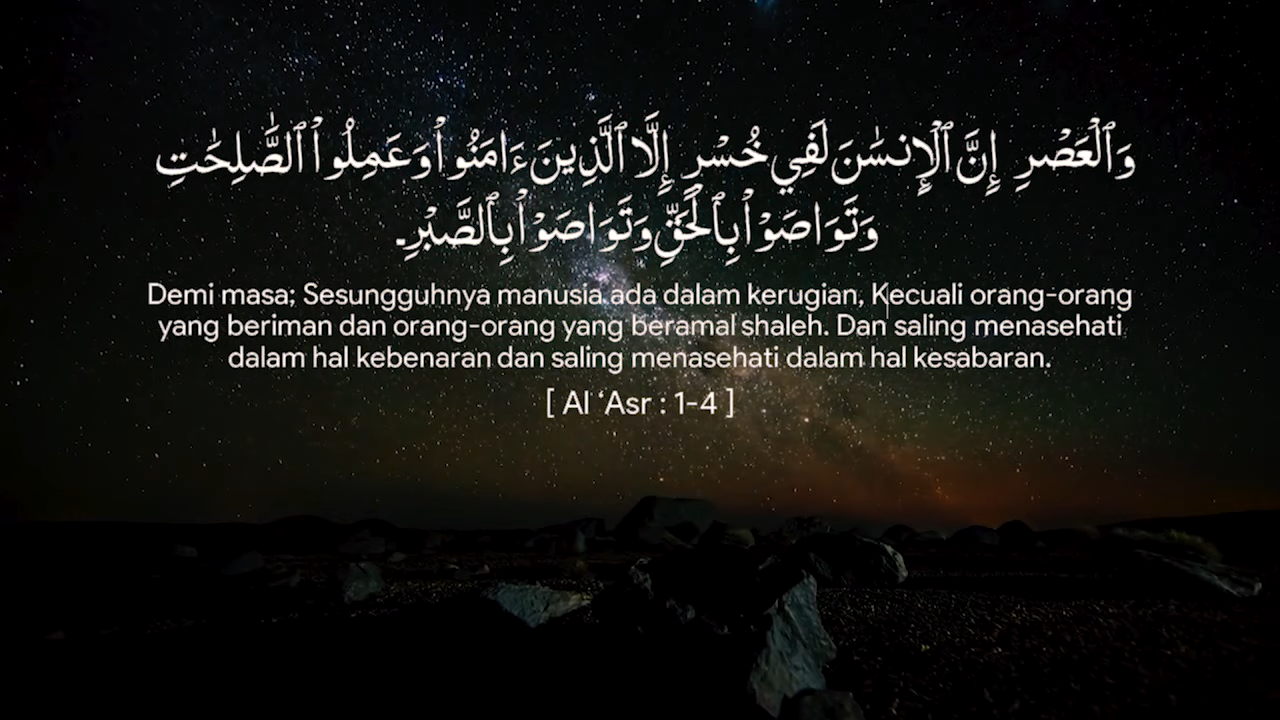 وَٱلْعَصْرِ إِنَّ ٱلْإِنسَٰنَ لَفِي خُسْرٍ إِلَّا ٱلَّذِينَ ءَامَنُوا۟ وَعَمِلُوا۟ ٱلصَّٰلِحَٰتِ
وَتَوَاصَوْا۟ بِٱلْحَقِّ وَتَوَاصَوْا۟ بِٱلصَّبْرِ
Demi masa; Sesungguhnya manusia ada dalam kerugian, Kecuali orang-orang
yang beriman dan orang-orang yang beramal shaleh. Dan saling menasehati
dalam hal kebenaran dan saling menasehati dalam hal kesabaran.
[ Al ‘Asr : 1-4 ]